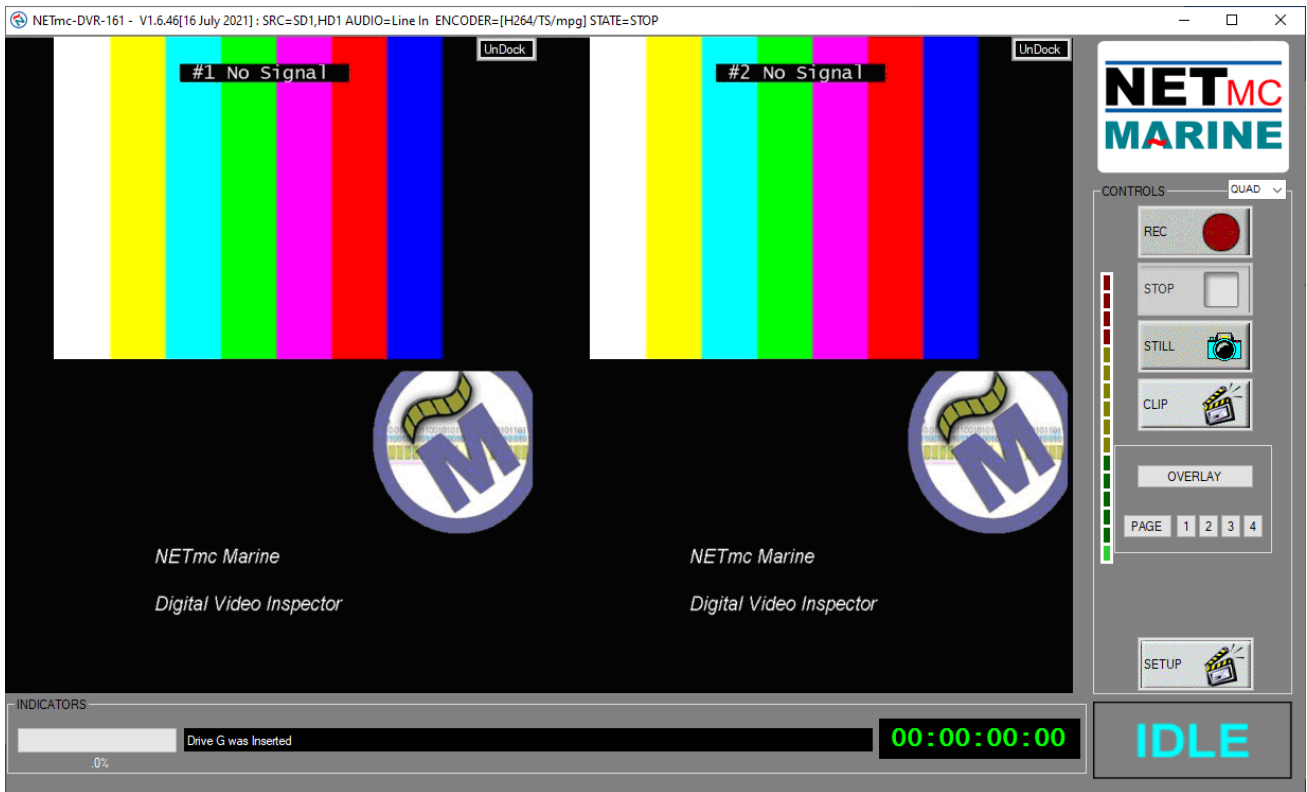 NETmc-DVR-161 - V1.6.46[16 July 2021] : SRC=SD1,HD1 AUDIO=Line In ENCODER=[H264/TS/mpg] STATE=STOP
#1 No Signal
UnDock
#2 No Signal
UnDock
NETMC
MARINE
CONTROLS
QUAD
REC
STOP
STILL
CLIP
OVERLAY
PAGE 1 2 3 4
SETUP
NETmc Marine
Digital Video Inspector
NETmc Marine
Digital Video Inspector
INDICATORS
Drive G was Inserted
.0%
00:00:00:00
IDLE